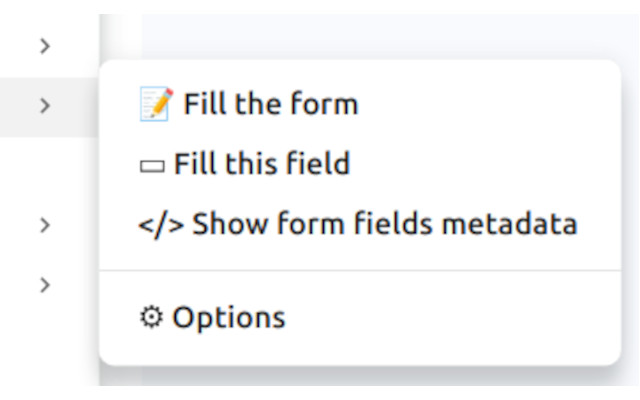 📝 Fill the form
▭ Fill this field
</> Show form fields metadata
⚙ Options